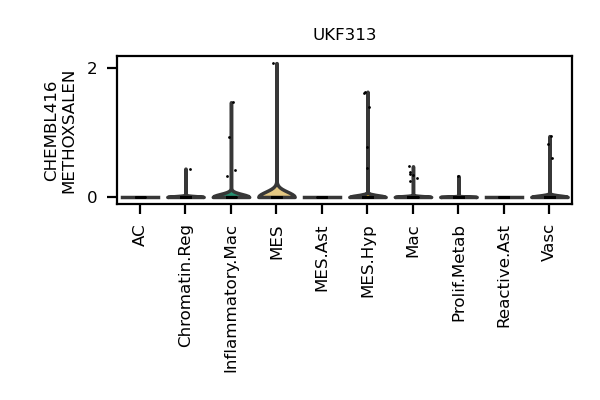 UKF313
CHEMBL416
METHOXSALEN
2
0
AC
Chromatin.Reg
Inflammatory.Mac
MES
MES.Ast
MES.Hyp
Mac
Prolif.Metab
Reactive.Ast
Vasc